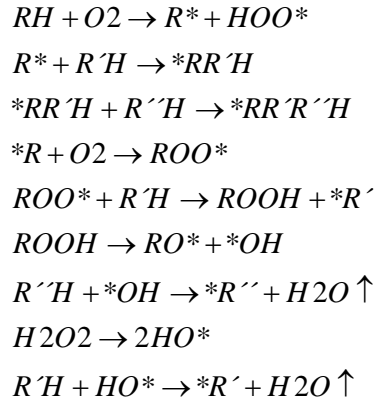 RH + O2 → R* + HOO*
R* + R´H → *RR´H
*RR´H + R´´H → *RR´R´´H
*R + O2 → ROO*
ROO* + R´H → ROOH + *R´
ROOH → RO* + *OH
R´´H + *OH → *R´´ + H2O ↑
H2O2 → 2HO*
R´H + HO* → *R´ + H2O ↑